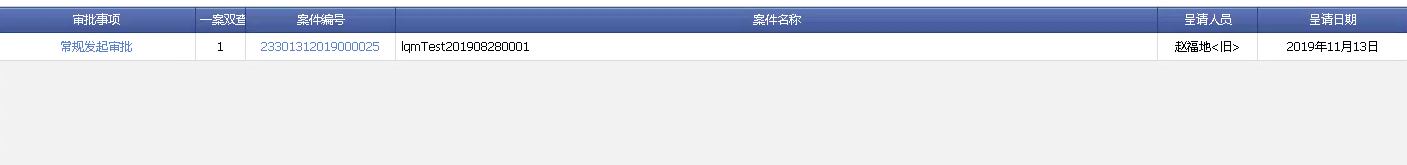 审批事项 一案双查 案件编号 案件名称 呈请人员 呈请日期
常规发起审批 1 23301312019000025 lqmTest201908280001 赵福地<旧> 2019年11月13日